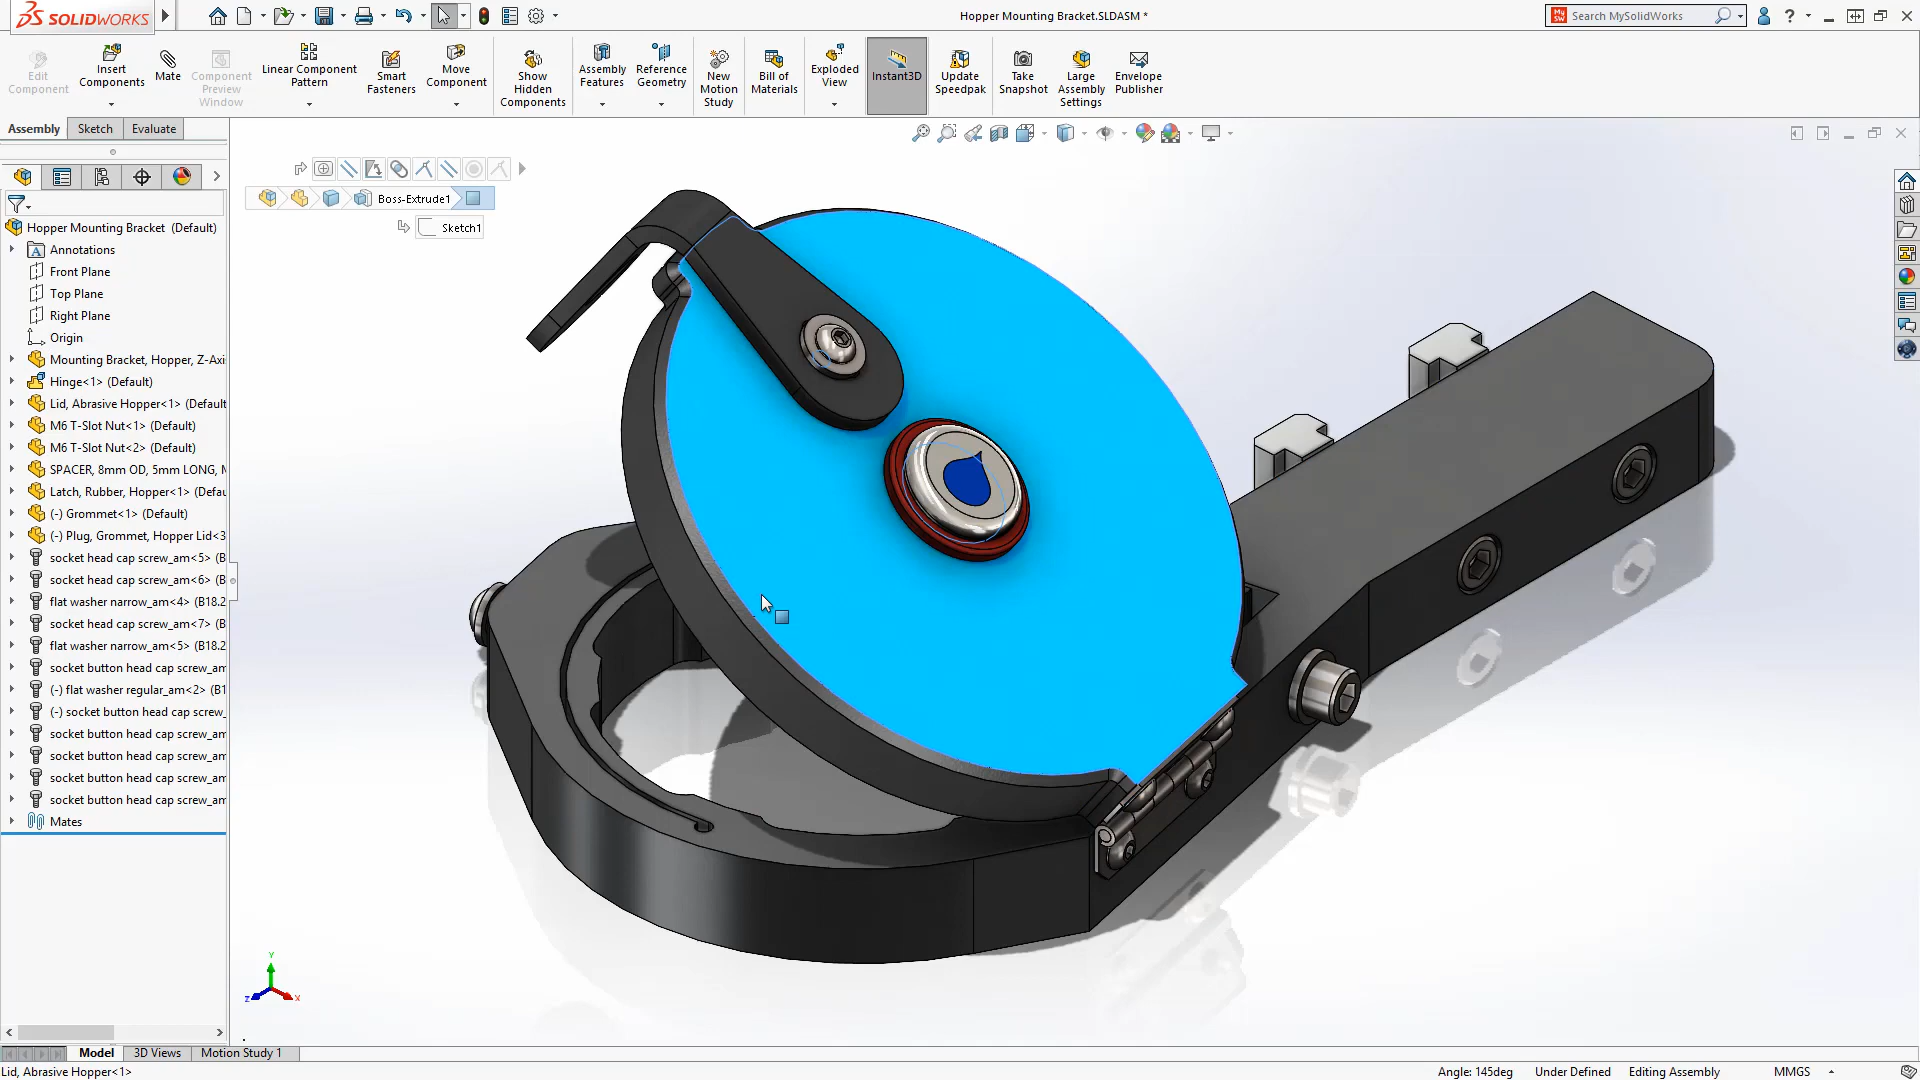 SOLIDWORKS
Hopper Mounting Bracket.SLDASM *
Search MySolidWorks
Edit Component
Insert Components
Mate
Component Preview Window
Linear Component Pattern
Smart Fasteners
Move Component
Show Hidden Components
Assembly Features
Reference Geometry
New Motion Study
Bill of Materials
Exploded View
Instant3D
Update Speedpak
Take Snapshot
Large Assembly Settings
Envelope Publisher
Assembly
Sketch
Evaluate
Boss-Extrude1
Sketch1
Hopper Mounting Bracket (Default)
Annotations
Front Plane
Top Plane
Right Plane
Origin
Mounting Bracket, Hopper, Z-Axi
Hinge<1> (Default)
Lid, Abrasive Hopper<1> (Default
M6 T-Slot Nut<1> (Default)
M6 T-Slot Nut<2> (Default)
SPACER, 8mm OD, 5mm LONG, M
Latch, Rubber, Hopper<1> (Defau
(-) Grommet<1> (Default)
(-) Plug, Grommet, Hopper Lid<3
socket head cap screw_am<5> (B
socket head cap screw_am<6> (B
flat washer narrow_am<4> (B18.2
socket head cap screw_am<7> (B
flat washer narrow_am<5> (B18.2
socket button head cap screw_am
(-) flat washer regular_am<2> (B1
(-) socket button head cap screw_
socket button head cap screw_am
socket button head cap screw_am
socket button head cap screw_am
socket button head cap screw_am
Mates
Y
Z
X
Model
3D Views
Motion Study 1
Lid, Abrasive Hopper<1>
Angle: 145deg
Under Defined
Editing Assembly
MMGS